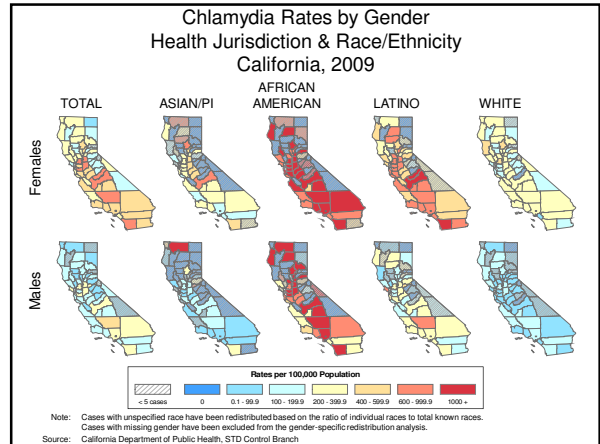 Chlamydia Rates by Gender
Health Jurisdiction & Race/Ethnicity
California, 2009
TOTAL
ASIAN/PI
AFRICAN
AMERICAN
LATINO
WHITE
Females
Males
Rates per 100,000 Population
< 5 cases
0
0.1 - 99.9
100 - 199.9
200 - 399.9
400 - 599.9
600 - 999.9
1000 +
Note: Cases with unspecified race have been redistributed based on the ratio of individual races to total known races.
Cases with missing gender have been excluded from the gender-specific redistribution analysis.
Source: California Department of Public Health, STD Control Branch